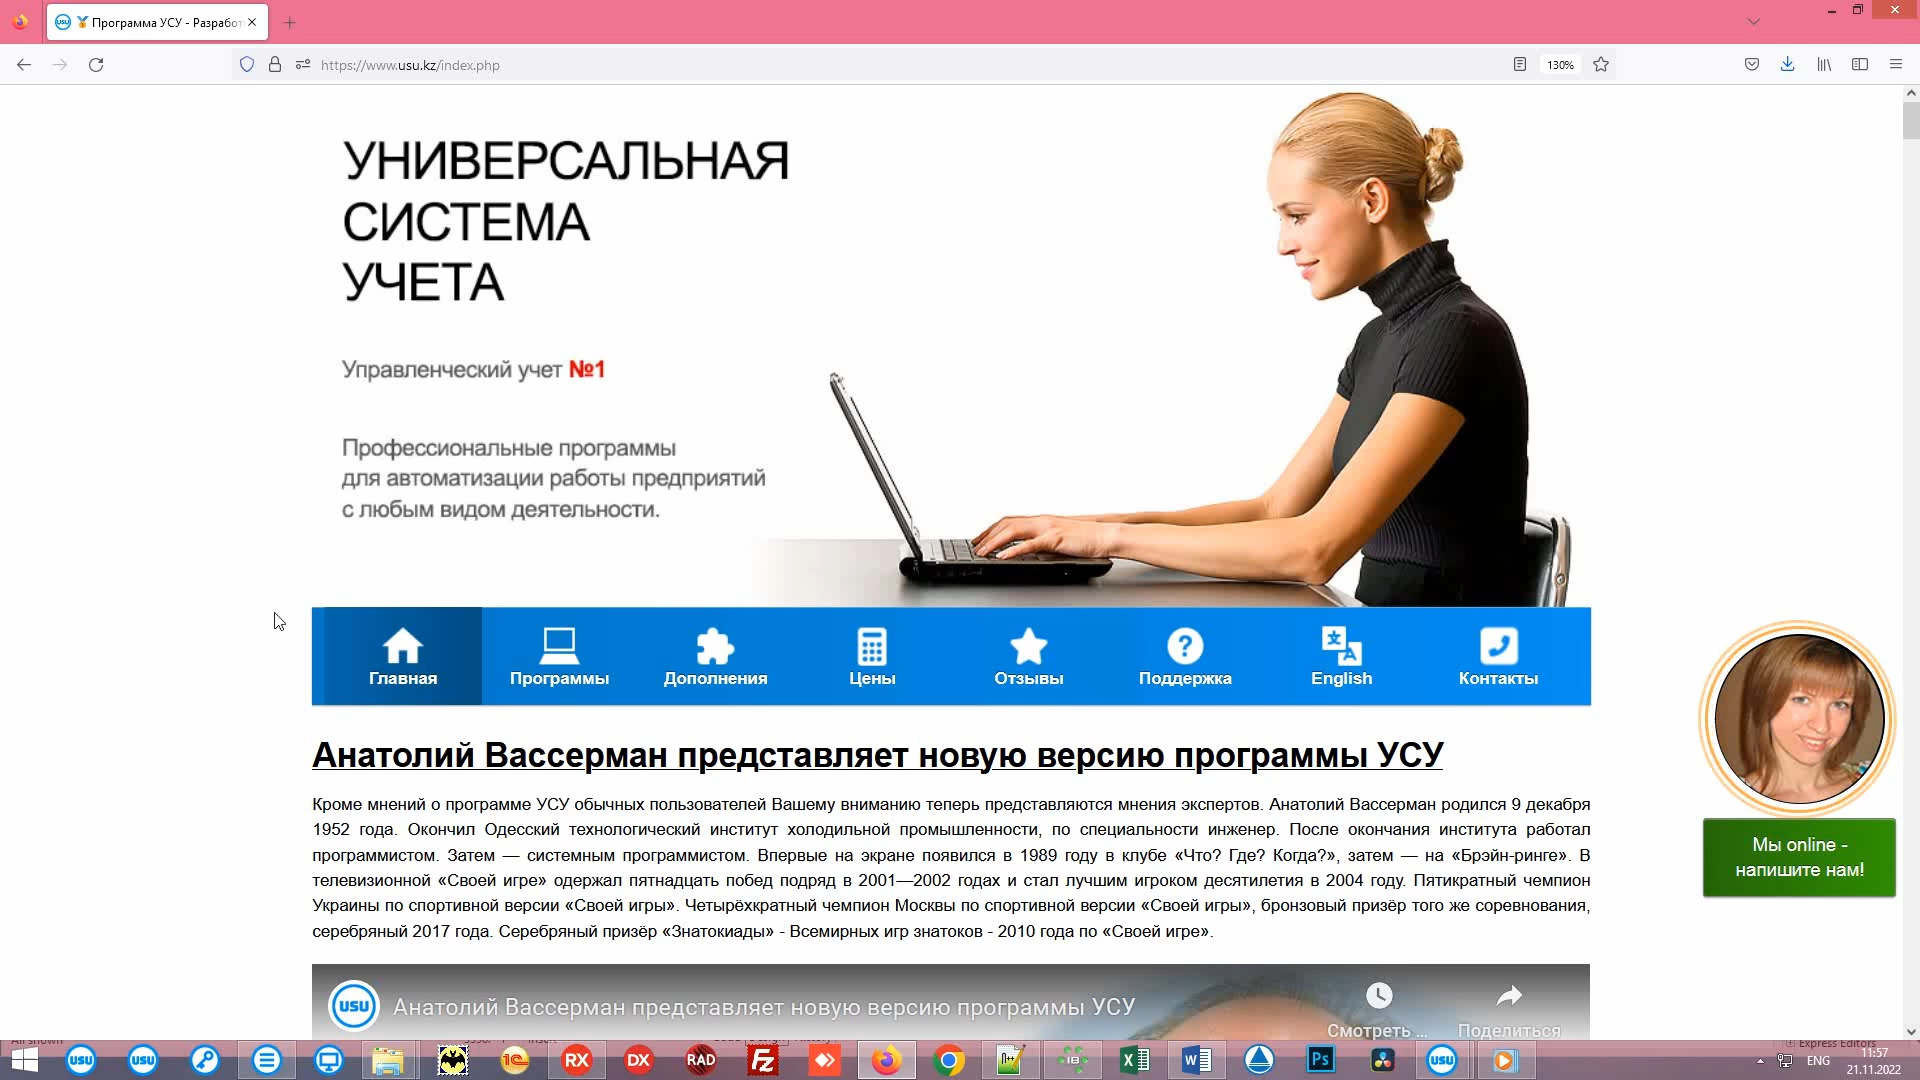 Программа УСУ - Разработ
https://www.usu.kz/index.php
130%
УНИВЕРСАЛЬНАЯ
СИСТЕМА
УЧЕТА
Управленческий учет №1
Профессиональные программы
для автоматизации работы предприятий
с любым видом деятельности.
Главная
Программы
Дополнения
Цены
Отзывы
Поддержка
English
Контакты
Анатолий Вассерман представляет новую версию программы УСУ
Кроме мнений о программе УСУ обычных пользователей Вашему вниманию теперь представляются мнения экспертов. Анатолий Вассерман родился 9 декабря
1952 года. Окончил Одесский технологический институт холодильной промышленности, по специальности инженер. После окончания института работал
программистом. Затем — системным программистом. Впервые на экране появился в 1989 году в клубе «Что? Где? Когда?», затем — на «Брэйн-ринге». В
телевизионной «Своей игре» одержал пятнадцать побед подряд в 2001—2002 годах и стал лучшим игроком десятилетия в 2004 году. Пятикратный чемпион
Украины по спортивной версии «Своей игры». Четырёхкратный чемпион Москвы по спортивной версии «Своей игры», бронзовый призёр того же соревнования,
серебряный 2017 года. Серебряный призёр «Знатокиады» - Всемирных игр знатоков - 2010 года по «Своей игре».
Мы online -
напишите нам!
USU
Анатолий Вассерман представляет новую версию программы УСУ
Смотреть ...
Поделиться
Express Editors
USU
USU
1С
RX
DX
RAD
FZ
IB
Ps
USU
ENG
11:57
21.11.2022